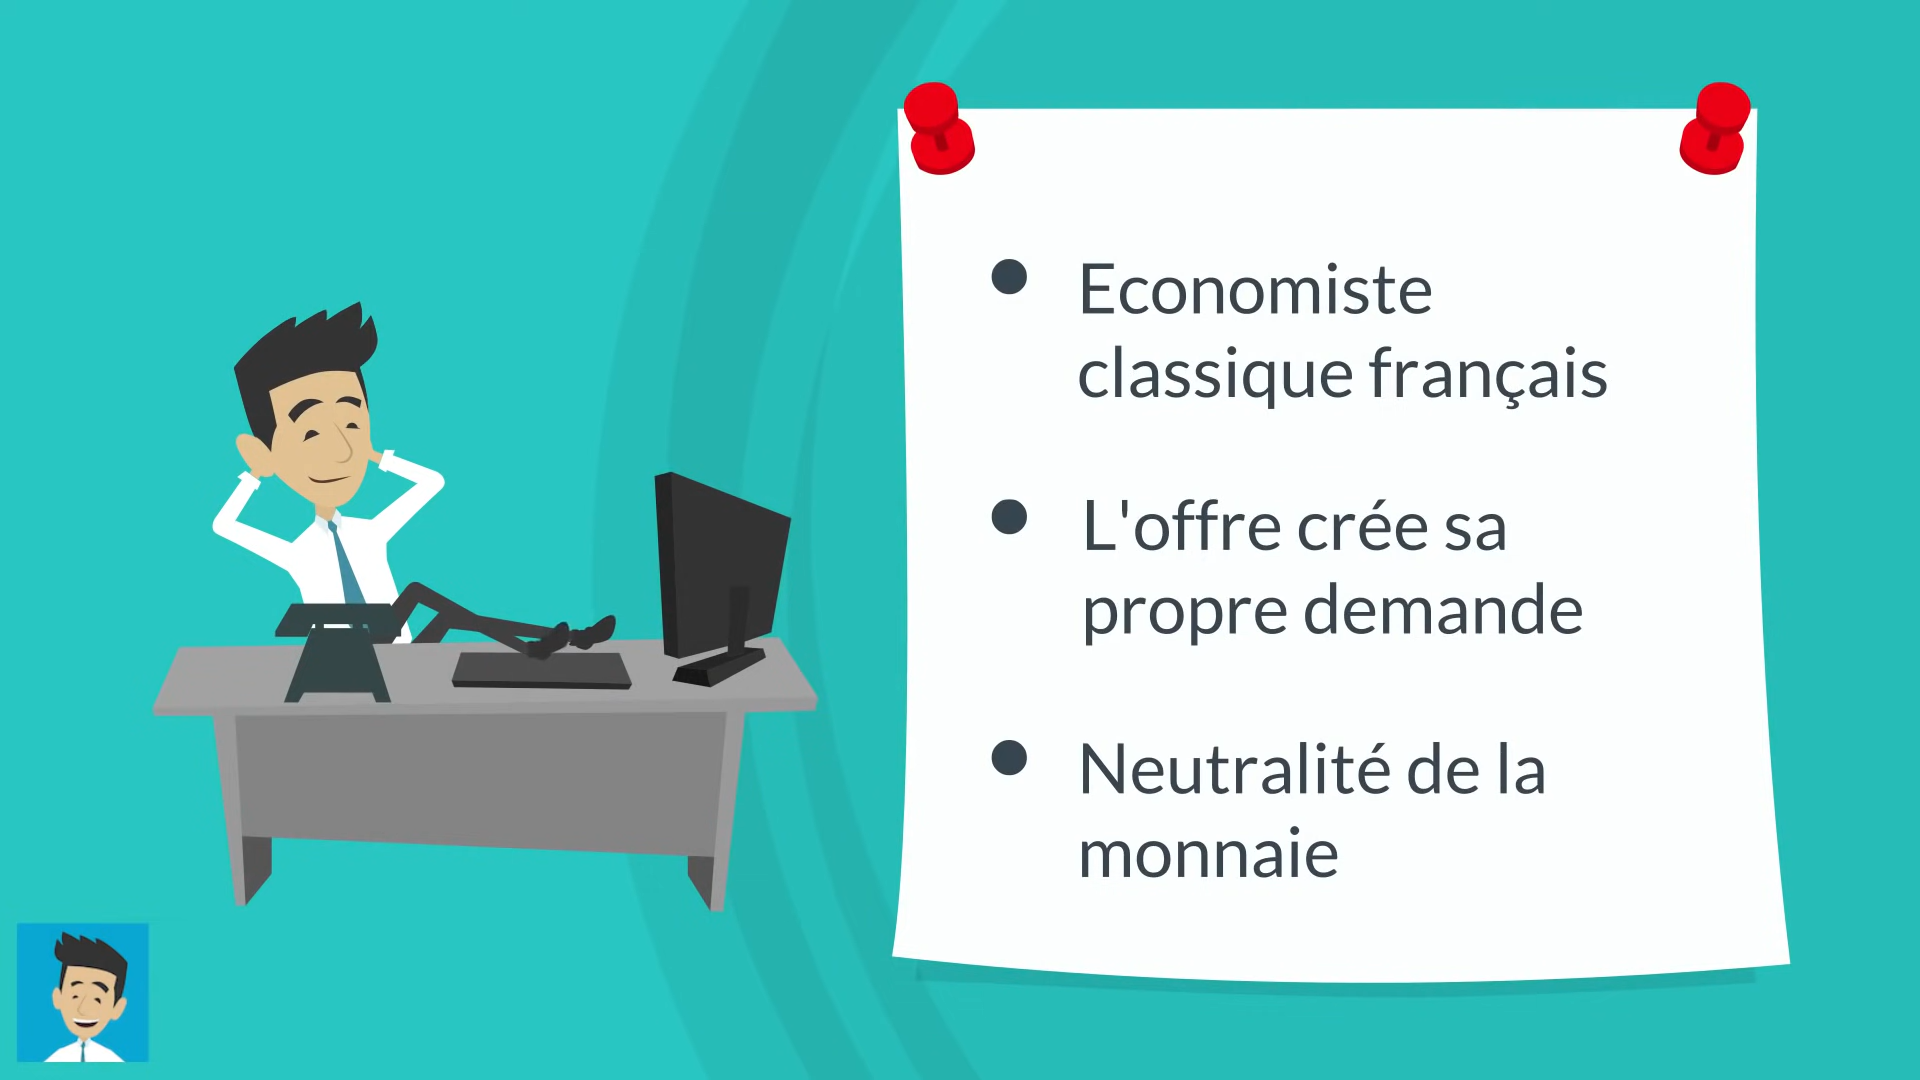 Economiste
classique français
L'offre crée sa
propre demande
Neutralité de la
monnaie